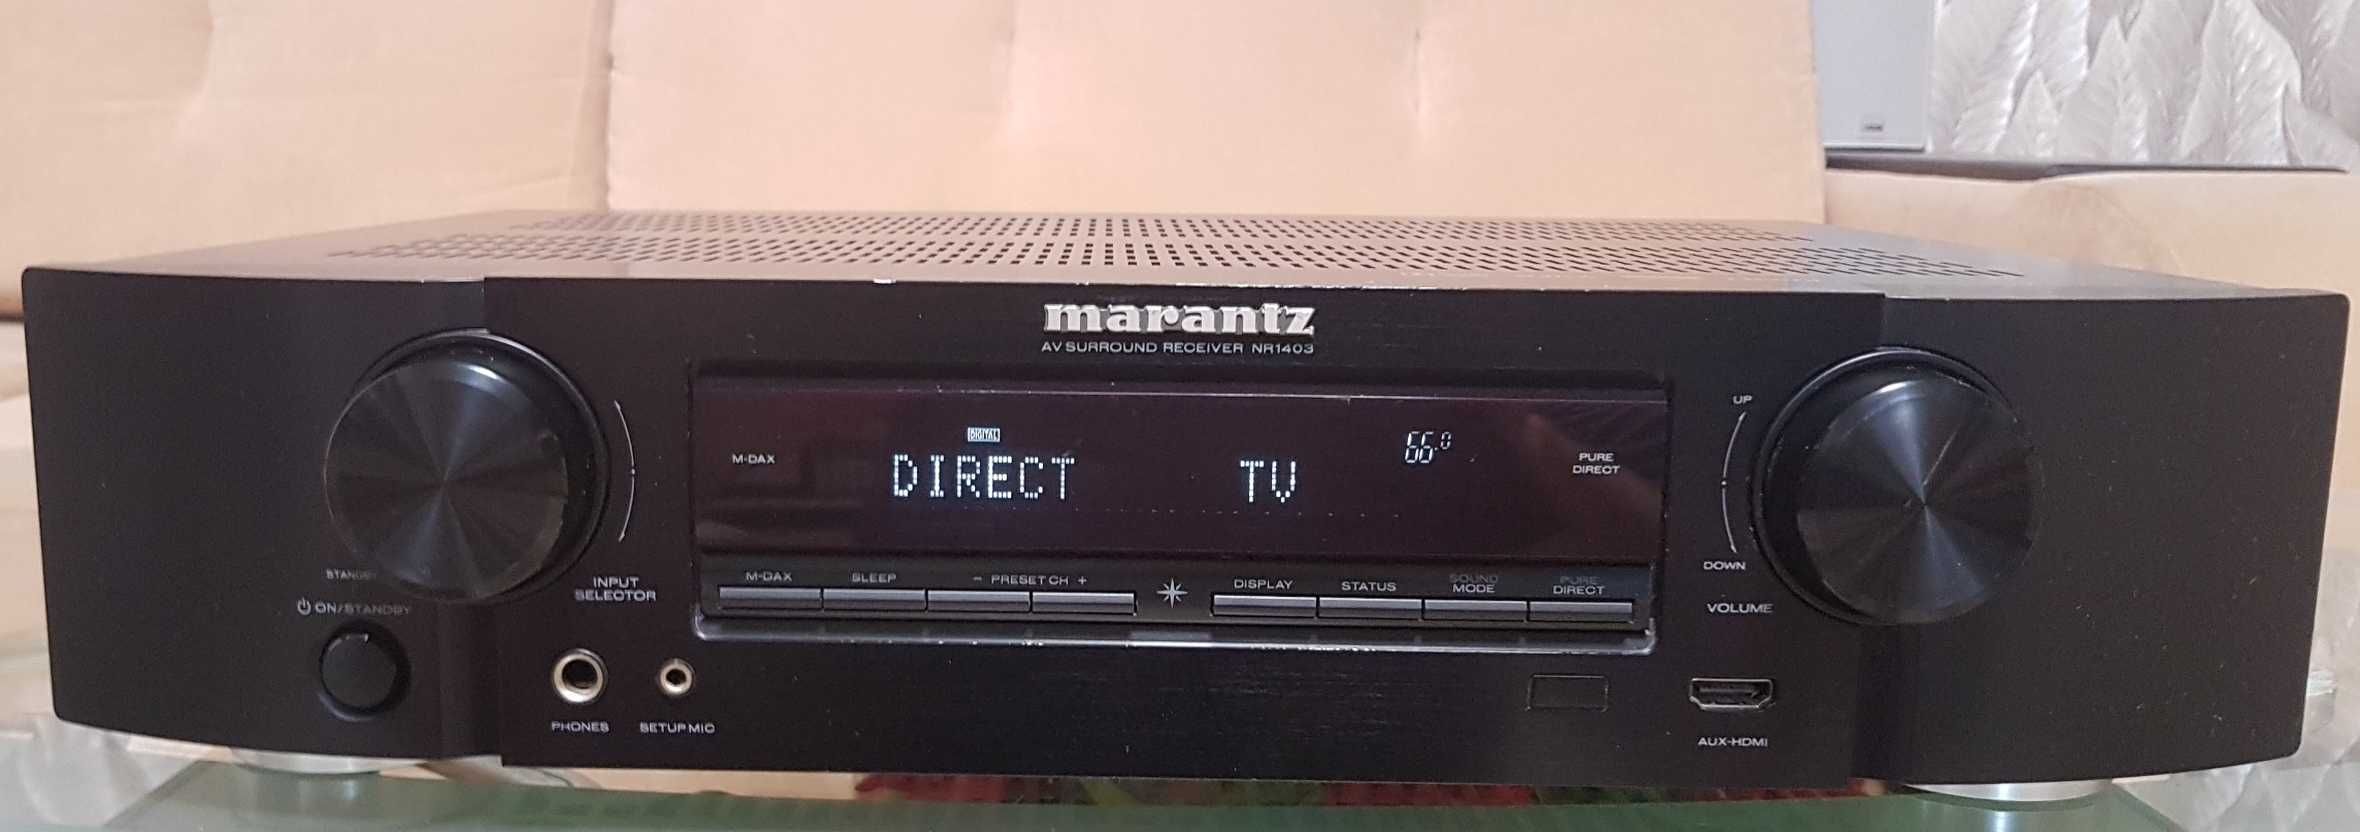 marantz
AV SURROUND RECEIVER NR1403
UP
DIGITAL
66.0
M-DAX
DIRECT TV
PURE
DIRECT
DOWN
STANDBY
ON/STANDBY
INPUT
SELECTOR
M-DAX
SLEEP
- PRESET CH +
DISPLAY
STATUS
SOUND
MODE
PURE
DIRECT
VOLUME
PHONES
SETUP MIC
AUX-HDMI